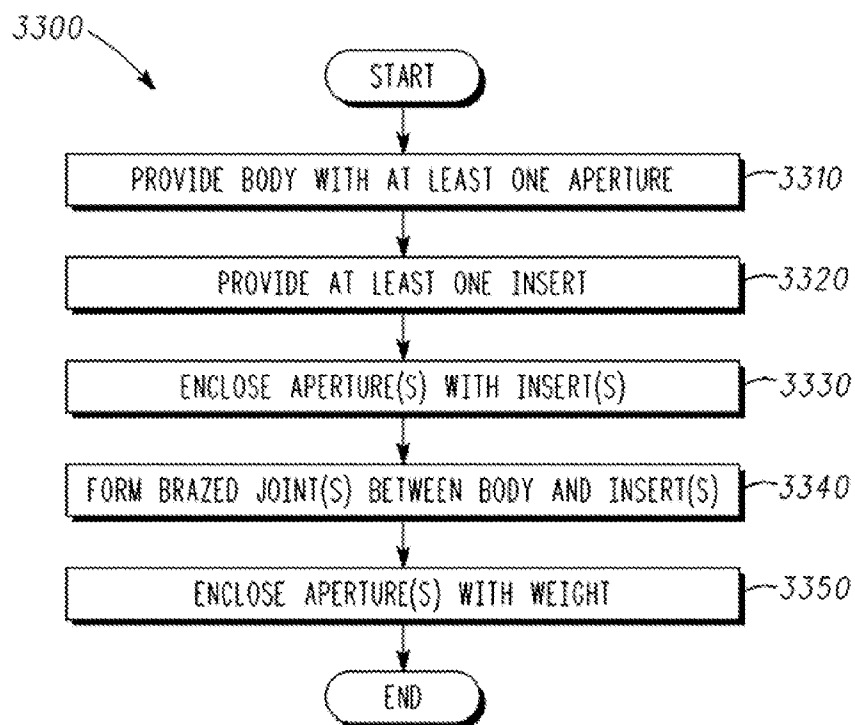 3300
START
PROVIDE BODY WITH AT LEAST ONE APERTURE
3310
PROVIDE AT LEAST ONE INSERT
3320
ENCLOSE APERTURE(S) WITH INSERT(S)
3330
FORM BRAZED JOINT(S) BETWEEN BODY AND INSERT(S)
3340
ENCLOSE APERTURE(S) WITH WEIGHT
3350
END